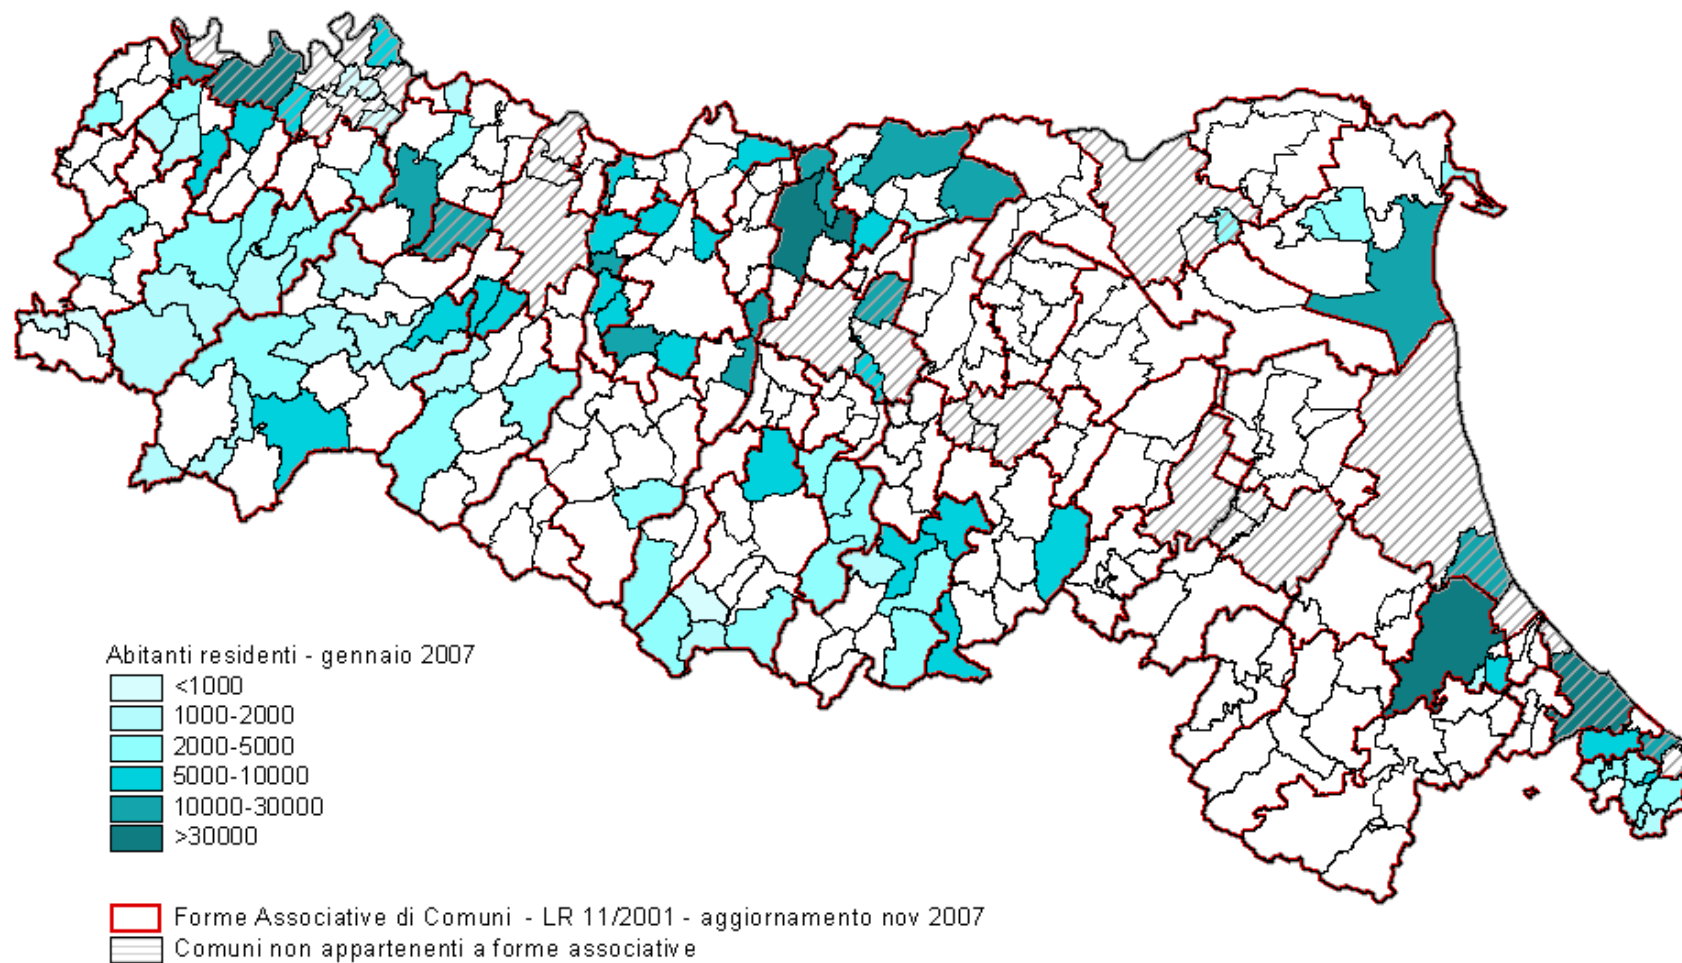 Abitanti residenti - gennaio 2007
<1000
1000-2000
2000-5000
5000-10000
10000-30000
>30000
Forme Associative di Comuni - LR 11/2001 - aggiornamento nov 2007
Comuni non appartenenti a forme associative